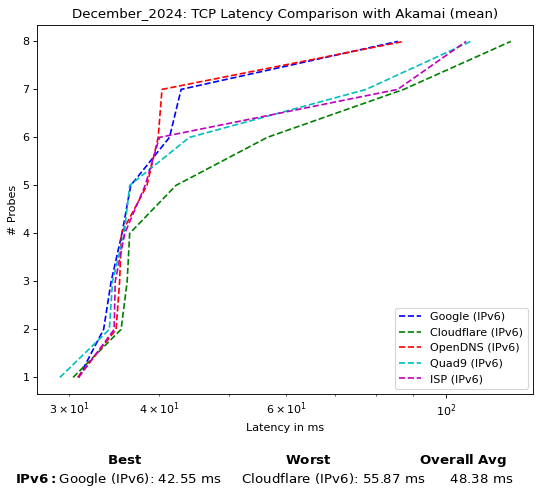 December_2024: TCP Latency Comparison with Akamai (mean)
# Probes
8
7
6
5
4
3
2
1
Google (IPv6)
Cloudflare (IPv6)
OpenDNS (IPv6)
Quad9 (IPv6)
ISP (IPv6)
3 × 10¹ 4 × 10¹ 6 × 10¹ 10²
Latency in ms
Best Worst Overall Avg
IPv6: Google (IPv6): 42.55 ms Cloudflare (IPv6): 55.87 ms 48.38 ms